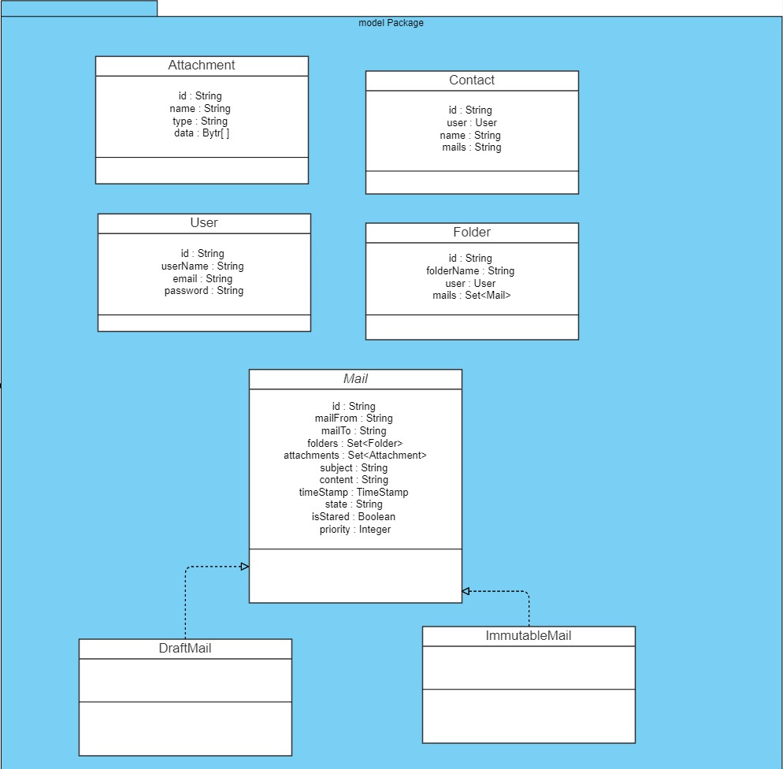 model Package
Attachment
id : String
name : String
type : String
data : Bytr[ ]
Contact
id : String
user : User
name : String
mails : String
User
id : String
userName : String
email : String
password : String
Folder
id : String
folderName : String
user : User
mails : Set<Mail>
Mail
id : String
mailFrom : String
mailTo : String
folders : Set<Folder>
attachments : Set<Attachment>
subject : String
content : String
timeStamp : TimeStamp
state : String
isStared : Boolean
priority : Integer
DraftMail
ImmutableMail